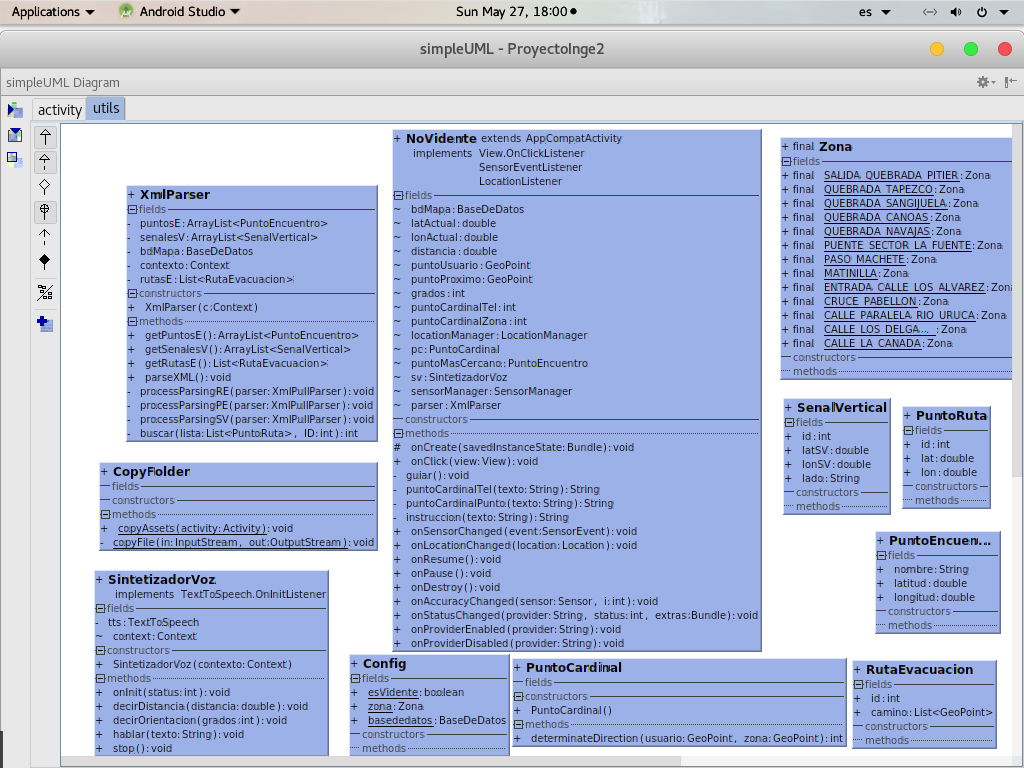 Applications
Android Studio
Sun May 27, 18:00
es
simpleUML - ProyectoInge2
simpleUML Diagram
activity
utils
+ XmlParser
fields
- puntosE: ArrayList<PuntoEncuentro>
- senalesV: ArrayList<SenalVertical>
- bdMapa: BaseDeDatos
- contexto: Context
- rutasE: List<RutaEvacuacion>
constructors
+ XmlParser(c:Context)
methods
+ getPuntosE(): ArrayList<PuntoEncuentro>
+ getSenalesV(): ArrayList<SenalVertical>
+ getRutasE(): List<RutaEvacuacion>
+ parseXML(): void
- processParsingRE(parser: XmlPullParser): void
- processParsingPE(parser: XmlPullParser): void
- processParsingSV(parser: XmlPullParser): void
- buscar(lista: List<PuntoRuta>, ID: int): int
+ CopyFolder
fields
constructors
methods
+ copyAssets(activity: Activity): void
- copyFile(in: InputStream, out: OutputStream): void
+ SintetizadorVoz
implements TextToSpeech.OnInitListener
fields
- tts: TextToSpeech
~ context: Context
constructors
+ SintetizadorVoz(contexto: Context)
methods
+ onInit(status: int): void
+ decirDistancia(distancia: double): void
+ decirOrientacion(grados: int): void
+ hablar(texto: String): void
+ stop(): void
+ NoVidente extends AppCompatActivity
implements View.OnClickListener
SensorEventListener
LocationListener
fields
~ bdMapa: BaseDeDatos
~ latActual: double
~ lonActual: double
~ distancia: double
~ puntoUsuario: GeoPoint
~ puntoProximo: GeoPoint
~ grados: int
~ puntoCardinalTel: int
~ puntoCardinalZona: int
~ locationManager: LocationManager
~ pc: PuntoCardinal
~ puntoMasCercano: PuntoEncuentro
~ sv: SintetizadorVoz
~ sensorManager: SensorManager
~ parser: XmlParser
constructors
methods
# onCreate(savedInstanceState: Bundle): void
+ onClick(view: View): void
- guiar(): void
- puntoCardinalTel(texto: String): String
- puntoCardinalPunto(texto: String): String
- instruccion(texto: String): String
+ onSensorChanged(event: SensorEvent): void
+ onLocationChanged(location: Location): void
+ onResume(): void
+ onPause(): void
+ onDestroy(): void
+ onAccuracyChanged(sensor: Sensor, i: int): void
+ onStatusChanged(provider: String, status: int, extras: Bundle): void
+ onProviderEnabled(provider: String): void
+ onProviderDisabled(provider: String): void
+ Config
fields
+ esVidente: boolean
+ zona: Zona
+ basededatos: BaseDeDatos
constructors
methods
+ PuntoCardinal
fields
constructors
+ PuntoCardinal()
methods
+ determinateDirection(usuario: GeoPoint, zona: GeoPoint): int
+ final Zona
fields
+ final SALIDA_QUEBRADA_PITIER: Zona
+ final QUEBRADA_TAPEZCO: Zona
+ final QUEBRADA_SANGIJUELA: Zona
+ final QUEBRADA_CANOAS: Zona
+ final QUEBRADA_NAVAJAS: Zona
+ final PUENTE_SECTOR_LA_FUENTE: Zona
+ final PASO_MACHETE: Zona
+ final MATINILLA: Zona
+ final ENTRADA_CALLE_LOS_ALVAREZ: Zona
+ final CRUCE_PABELLON: Zona
+ final CALLE_PARALELA_RIO_URUCA: Zona
+ final CALLE_LOS_DELGA..._: Zona
+ final CALLE_LA_CANADA: Zona
constructors
methods
+ SenalVertical
fields
+ id: int
+ latSV: double
+ lonSV: double
+ lado: String
constructors
methods
+ PuntoRuta
fields
+ id: int
+ lat: double
+ lon: double
constructors
methods
+ PuntoEncuen...
fields
+ nombre: String
+ latitud: double
+ longitud: double
constructors
methods
+ RutaEvacuacion
fields
+ id: int
+ camino: List<GeoPoint>
constructors
methods